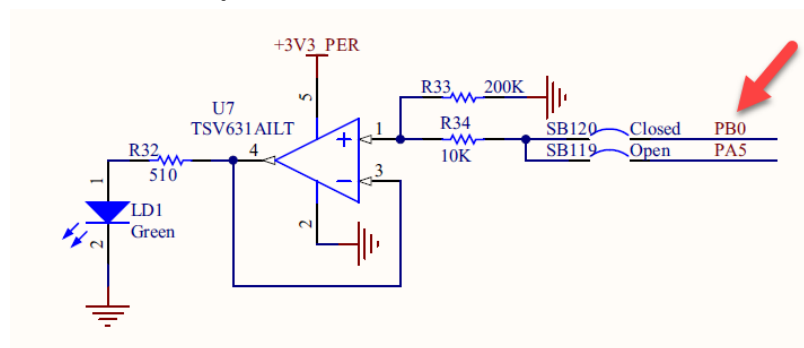 +3V3_PER
R33 200K
U7
TSV631AILT
5
+
1
R34
10K
SB120 Closed PB0
SB119 Open PA5
R32
510
4
−
3
2
1
LD1
Green
2